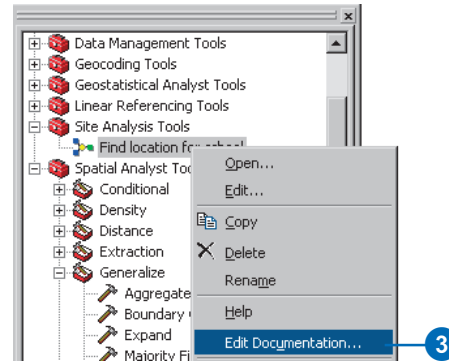 Data Management Tools
Geocoding Tools
Geostatistical Analyst Tools
Linear Referencing Tools
Site Analysis Tools
Find location for school
Spatial Analyst Too
Open...
Conditional
Edit...
Density
Copy
Distance
Delete
Extraction
Rename
Generalize
Aggregate
Help
Boundary
Expand
Edit Documentation...
3
Majority Fi